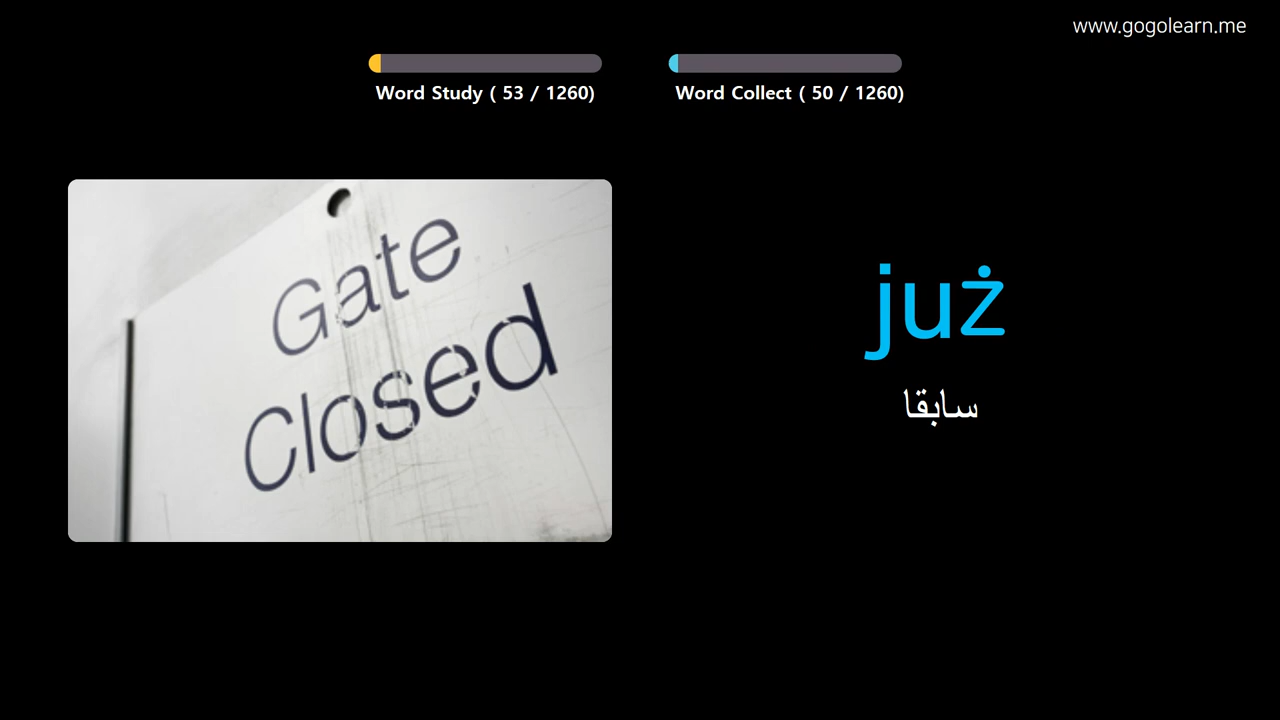 www.gogolearn.me
Word Study ( 53 / 1260)
Word Collect ( 50 / 1260)
Gate
Closed
już
سابقا